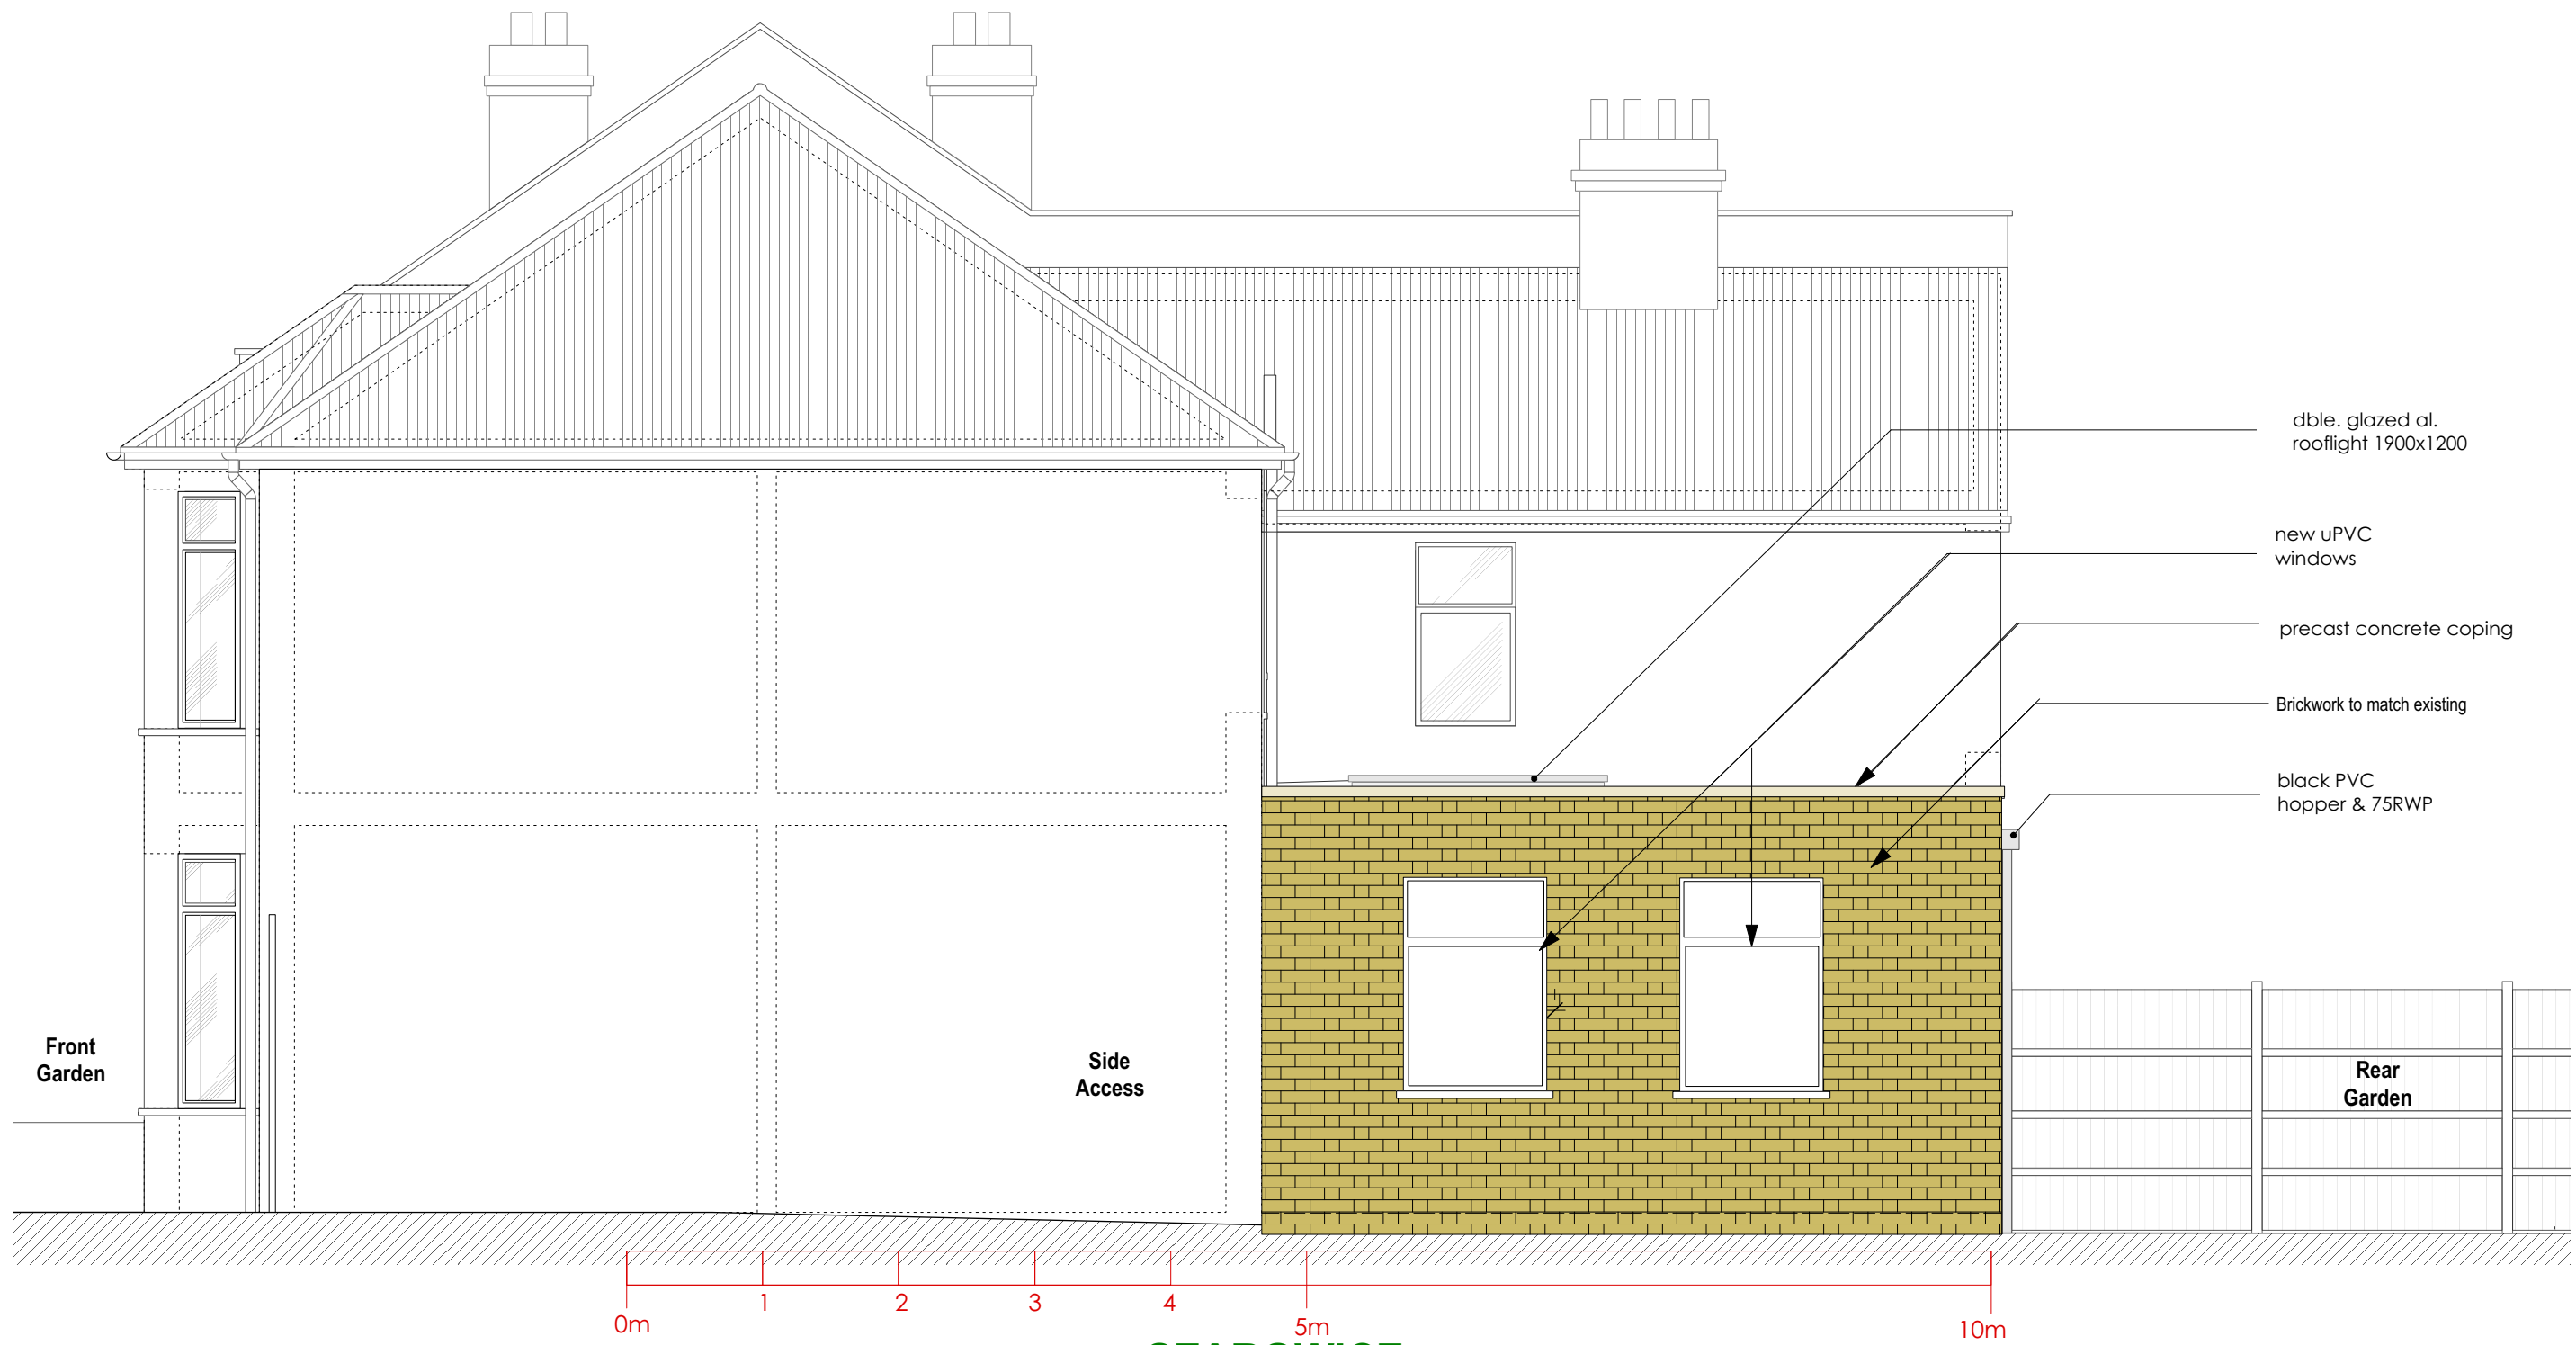 dble. glazed al.
rooflight 1900x1200
new uPVC
windows
precast concrete coping
Brickwork to match existing
black PVC
hopper & 75RWP
Front
Garden
Side
Access
Rear
Garden
0m
1
2
3
4
5m
10m